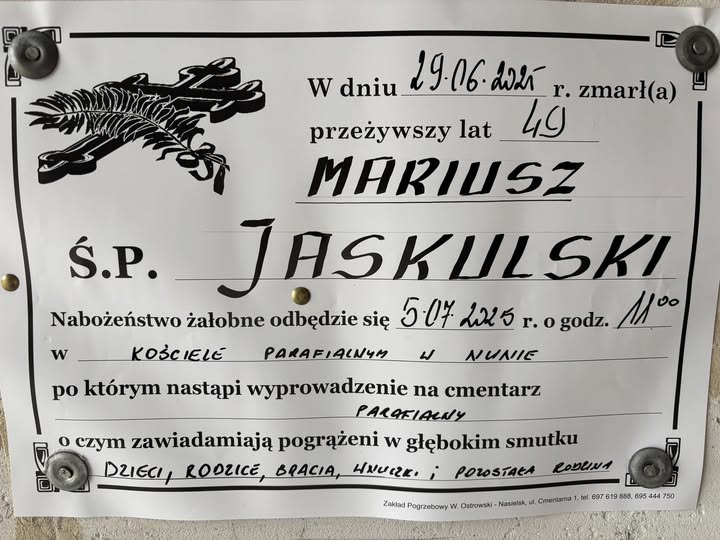 W dniu 29.06.2025 r. zmarł(a)
przeżywszy lat 49
MARIUSZ
Ś.P. JASKULSKI
Nabożeństwo żałobne odbędzie się 5.07.2025 r. o godz. 11⁰⁰
w KOŚCIELE PARAFIALNYM W NUNIE
po którym nastąpi wyprowadzenie na cmentarz
PARAFIALNY
o czym zawiadamiają pogrążeni w głębokim smutku
DZIECI, RODZICE, BRACIA, WNUCZKI i POZOSTAŁA RODZINA
Zakład Pogrzebowy W. Ostrowski - Nasielsk, ul. Cmentarna 1, tel. 697 619 888, 695 444 750